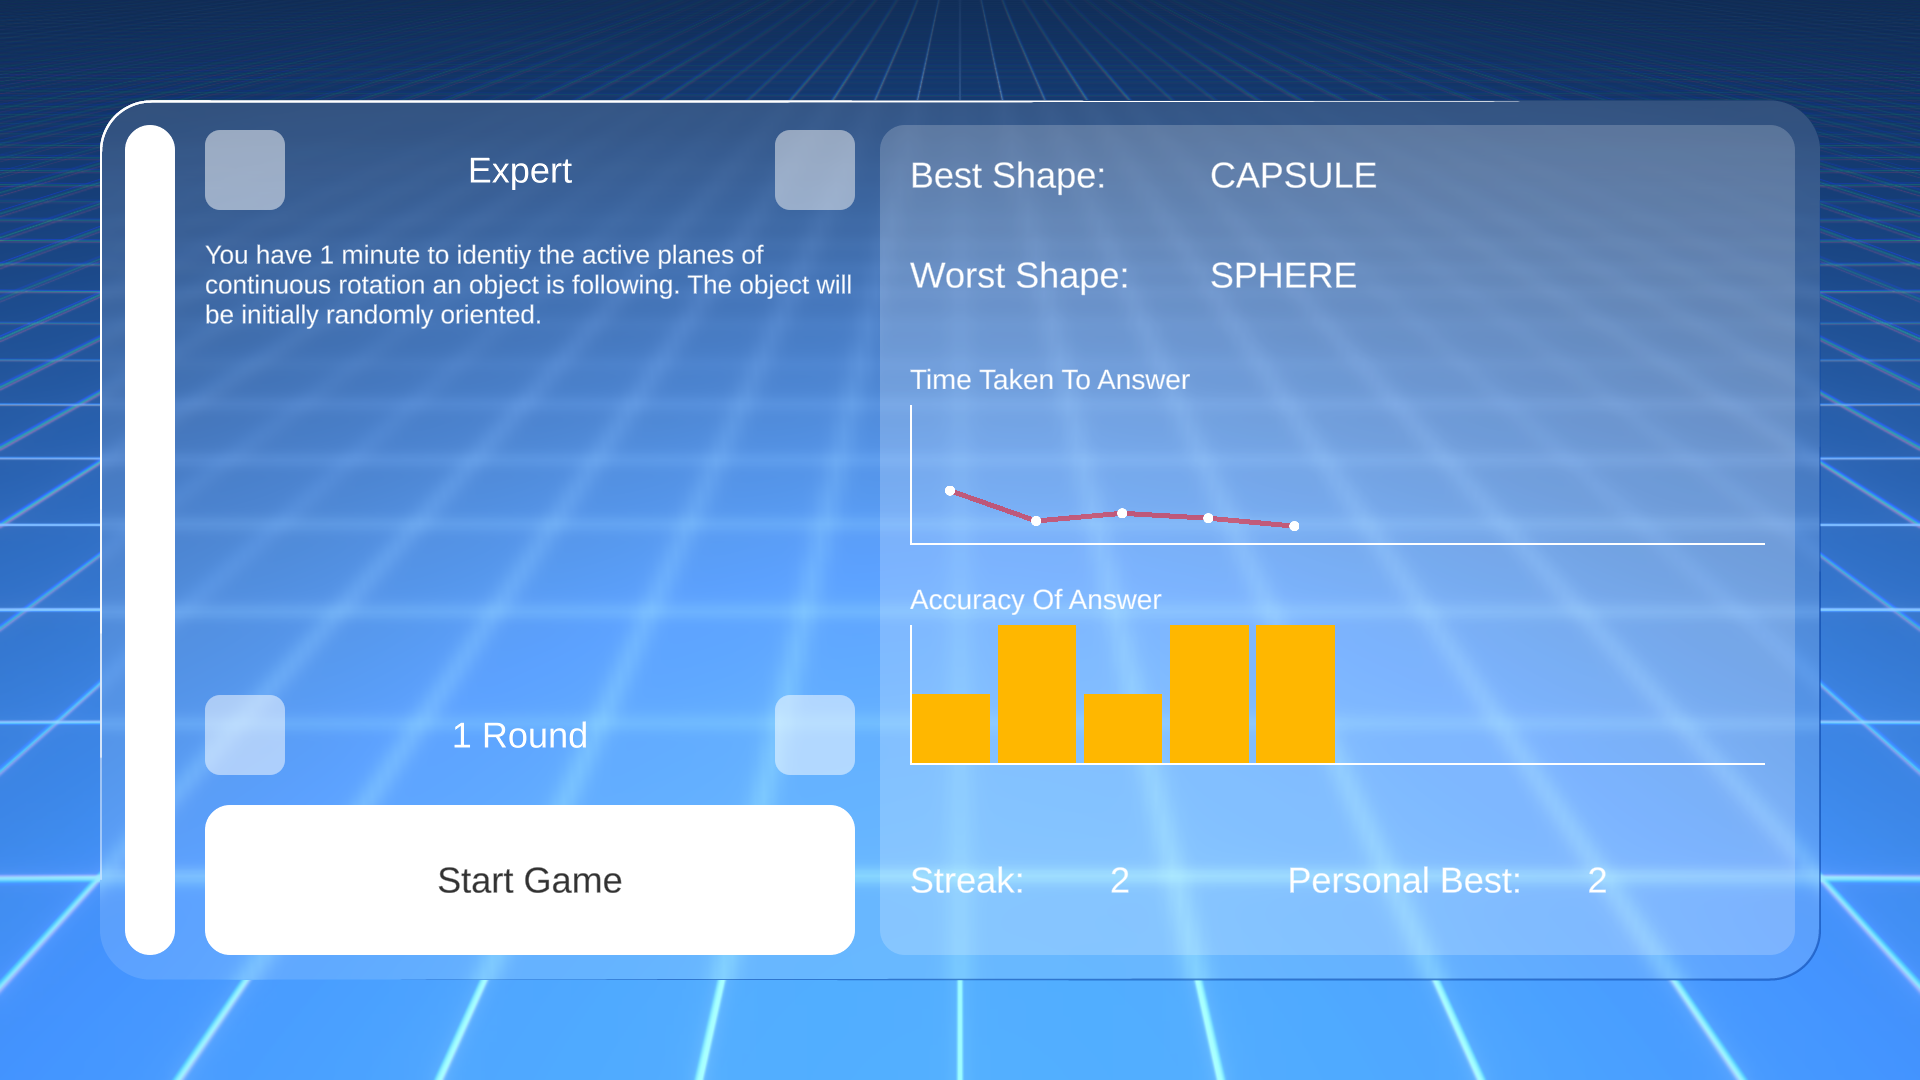 Expert
You have 1 minute to identiy the active planes of
continuous rotation an object is following. The object will
be initially randomly oriented.
1 Round
Start Game
Best Shape: CAPSULE
Worst Shape: SPHERE
Time Taken To Answer
Accuracy Of Answer
Streak: 2 Personal Best: 2